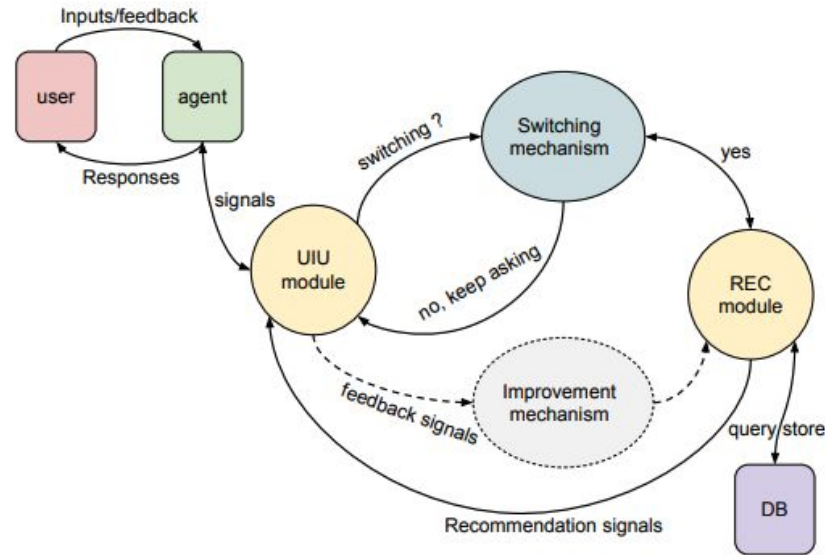 Inputs/feedback
user
agent
Responses
signals
switching ?
Switching
mechanism
yes
UIU
module
no, keep asking
REC
module
Improvement
mechanism
feedback signals
query store
DB
Recommendation signals